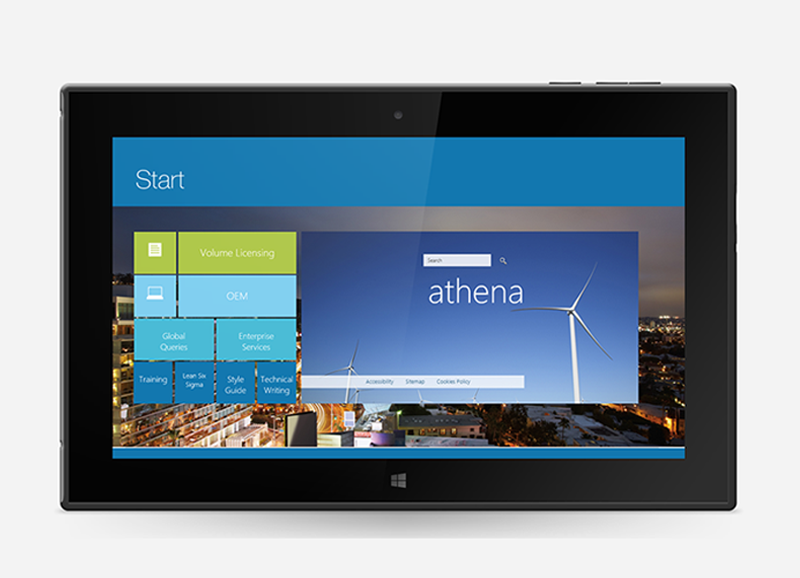 Start
Volume Licensing
OEM
Global
Queries
Enterprise
Services
Training
Lean Six
Sigma
Style
Guide
Technical
Writing
Search
athena
Accessibility Sitemap Cookies Policy